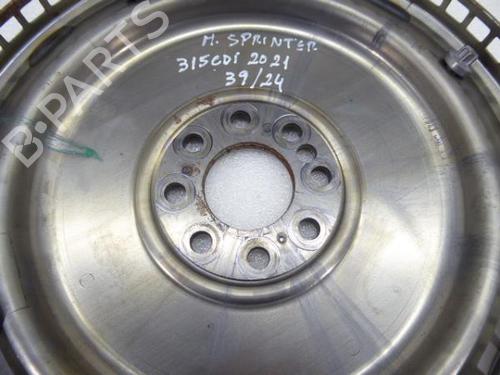 M. SPRINTER
315CDI 2021
39/24
B-PARTS